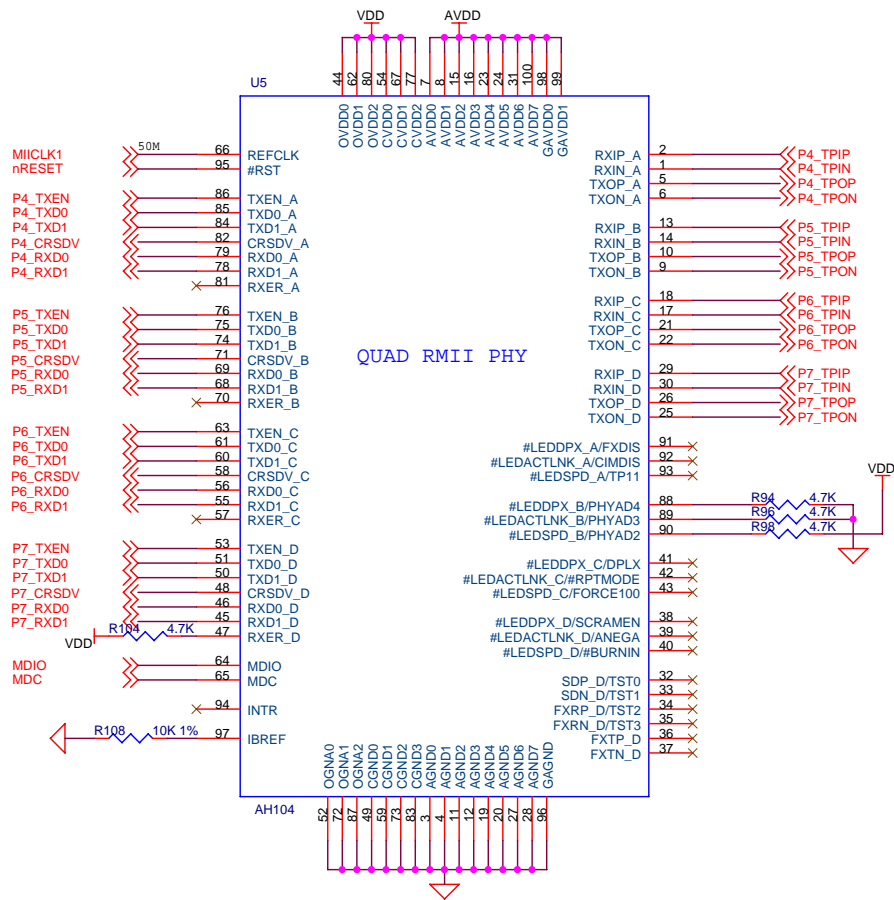 VDD
AVDD
U5
44 62 80 54 67 77 7 8 15 16 23 24 31 100 98 99
OVDD0 OVDD1 OVDD2 CVDD0 CVDD1 CVDD2 AVDD0 AVDD1 AVDD2 AVDD3 AVDD4 AVDD5 AVDD6 AVDD7 GAVDD0 GAVDD1
MIICLK1 50M 66 REFCLK
nRESET 95 #RST
P4_TXEN 86 TXEN_A
P4_TXD0 85 TXD0_A
P4_TXD1 84 TXD1_A
P4_CRSDV 82 CRSDV_A
P4_RXD0 79 RXD0_A
P4_RXD1 78 RXD1_A
81 RXER_A
P5_TXEN 76 TXEN_B
P5_TXD0 75 TXD0_B
P5_TXD1 74 TXD1_B
P5_CRSDV 71 CRSDV_B
P5_RXD0 69 RXD0_B
P5_RXD1 68 RXD1_B
70 RXER_B
P6_TXEN 63 TXEN_C
P6_TXD0 61 TXD0_C
P6_TXD1 60 TXD1_C
P6_CRSDV 58 CRSDV_C
P6_RXD0 56 RXD0_C
P6_RXD1 55 RXD1_C
57 RXER_C
P7_TXEN 53 TXEN_D
P7_TXD0 51 TXD0_D
P7_TXD1 50 TXD1_D
P7_CRSDV 48 CRSDV_D
P7_RXD0 46 RXD0_D
P7_RXD1 45 RXD1_D
VDD R104 4.7K 47 RXER_D
MDIO 64 MDIO
MDC 65 MDC
94 INTR
R108 10K 1% 97 IBREF
QUAD RMII PHY
RXIP_A 2 P4_TPIP
RXIN_A 1 P4_TPIN
TXOP_A 5 P4_TPOP
TXON_A 6 P4_TPON
RXIP_B 13 P5_TPIP
RXIN_B 14 P5_TPIN
TXOP_B 10 P5_TPOP
TXON_B 9 P5_TPON
RXIP_C 18 P6_TPIP
RXIN_C 17 P6_TPIN
TXOP_C 21 P6_TPOP
TXON_C 22 P6_TPON
RXIP_D 29 P7_TPIP
RXIN_D 30 P7_TPIN
TXOP_D 26 P7_TPOP
TXON_D 25 P7_TPON
#LEDDPX_A/FXDIS 91
#LEDACTLNK_A/CIMDIS 92
#LEDSPD_A/TP11 93
VDD
#LEDDPX_B/PHYAD4 88 R94 4.7K
#LEDACTLNK_B/PHYAD3 89 R96 4.7K
#LEDSPD_B/PHYAD2 90 R98 4.7K
#LEDDPX_C/DPLX 41
#LEDACTLNK_C/#RPTMODE 42
#LEDSPD_C/FORCE100 43
#LEDDPX_D/SCRAMEN 38
#LEDACTLNK_D/ANEGA 39
#LEDSPD_D/#BURNIN 40
SDP_D/TST0 32
SDN_D/TST1 33
FXRP_D/TST2 34
FXRN_D/TST3 35
FXTP_D 36
FXTN_D 37
OGNA0 OGNA1 OGNA2 CGND0 CGND1 CGND2 CGND3 AGND0 AGND1 AGND2 AGND3 AGND4 AGND5 AGND6 AGND7 GAGND
AH104
52 72 87 49 59 73 83 3 4 11 12 19 20 27 28 96